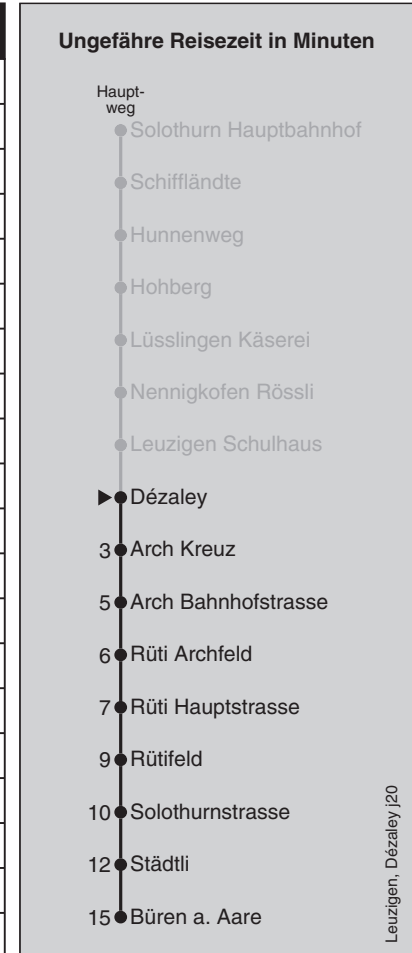 Ungefähre Reisezeit in Minuten
Haupt-
weg
Solothurn Hauptbahnhof
Schiffländte
Hunnenweg
Hohberg
Lüsslingen Käserei
Nennigkofen Rössli
Leuzigen Schulhaus
Dézaley
3 Arch Kreuz
5 Arch Bahnhofstrasse
6 Rüti Archfeld
7 Rüti Hauptstrasse
9 Rütifeld
10 Solothurnstrasse
12 Städtli
15 Büren a. Aare
Leuzigen, Dézaley j20